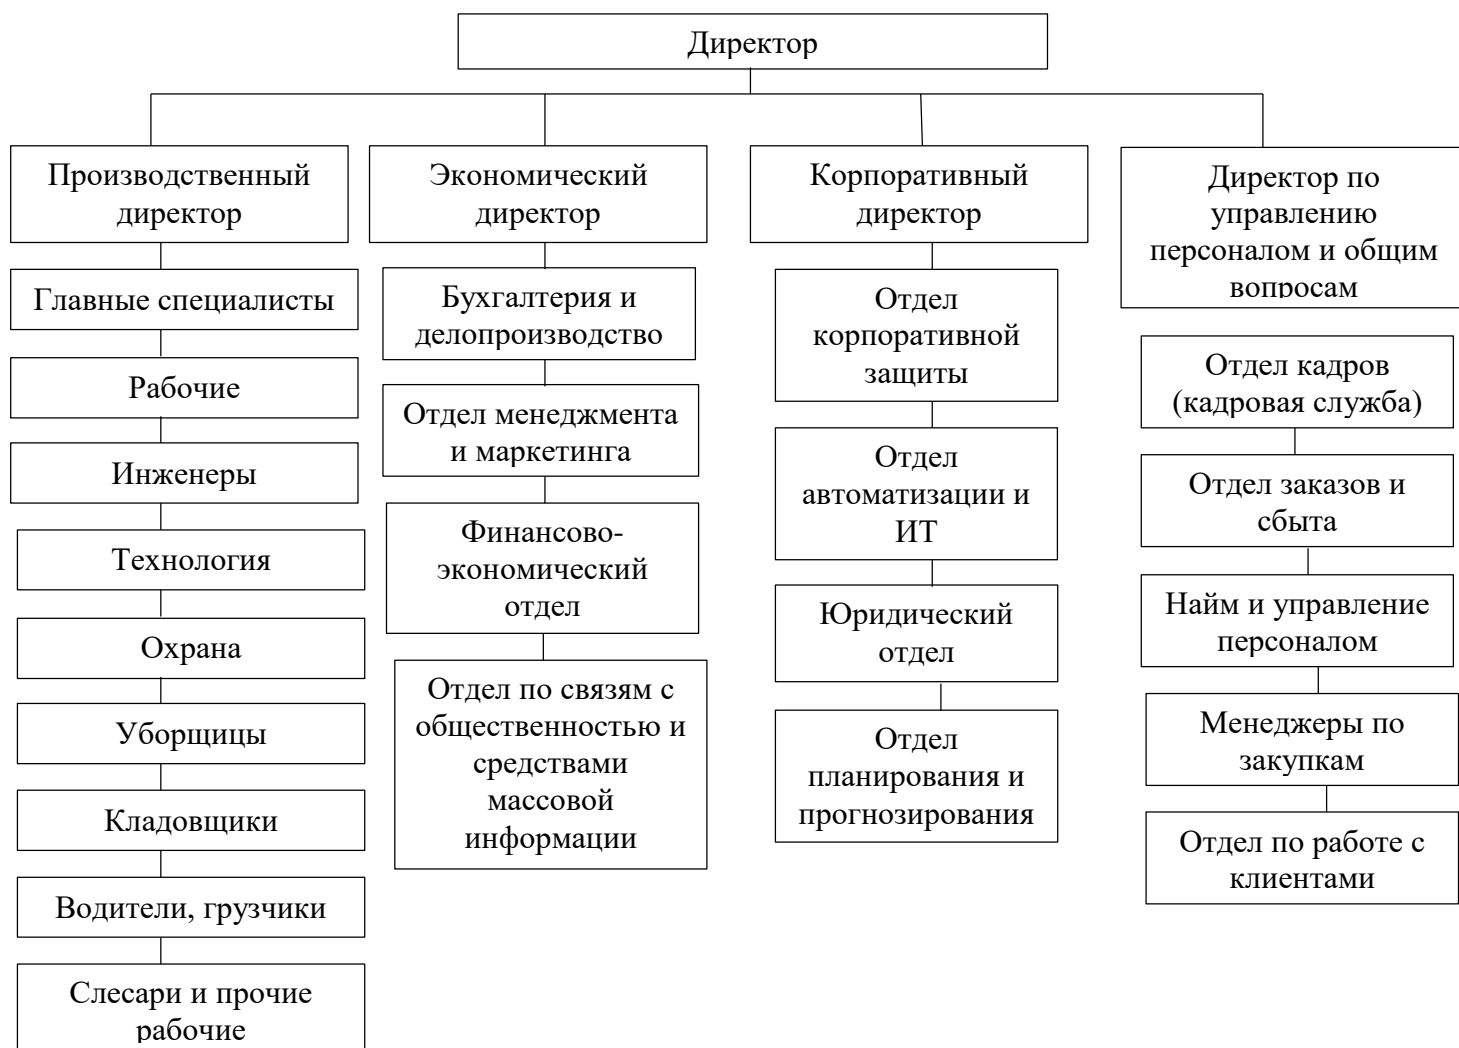 Директор
Производственный
директор
Главные специалисты
Рабочие
Инженеры
Технология
Охрана
Уборщицы
Кладовщики
Водители, грузчики
Слесари и прочие
рабочие
Экономический
директор
Бухгалтерия и
делопроизводство
Отдел менеджмента
и маркетинга
Финансово-
экономический
отдел
Отдел по связям с
общественностью и
средствами
массовой
информации
Корпоративный
директор
Отдел
корпоративной
защиты
Отдел
автоматизации и
ИТ
Юридический
отдел
Отдел
планирования и
прогнозирования
Директор по
управлению
персоналом и общим
вопросам
Отдел кадров
(кадровая служба)
Отдел заказов и
сбыта
Найм и управление
персоналом
Менеджеры по
закупкам
Отдел по работе с
клиентами